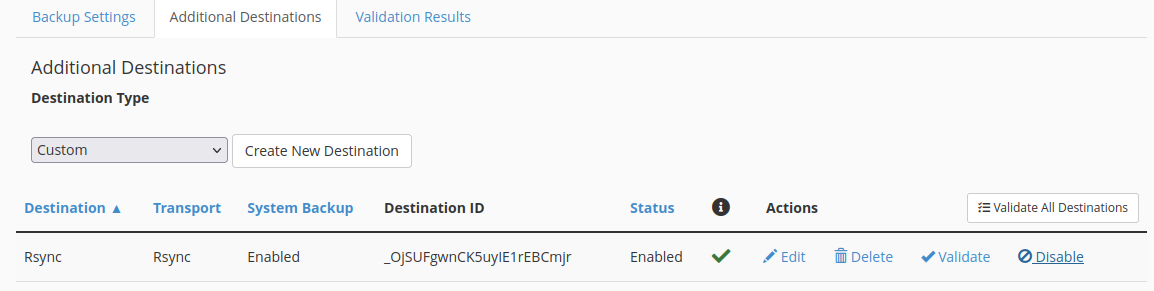 Backup Settings Additional Destinations Validation Results
Additional Destinations
Destination Type
Custom Create New Destination
Destination ▲ Transport System Backup Destination ID Status Actions Validate All Destinations
Rsync Rsync Enabled _OjSUFgwnCK5uyIE1rEBCmjr Enabled Edit Delete Validate Disable